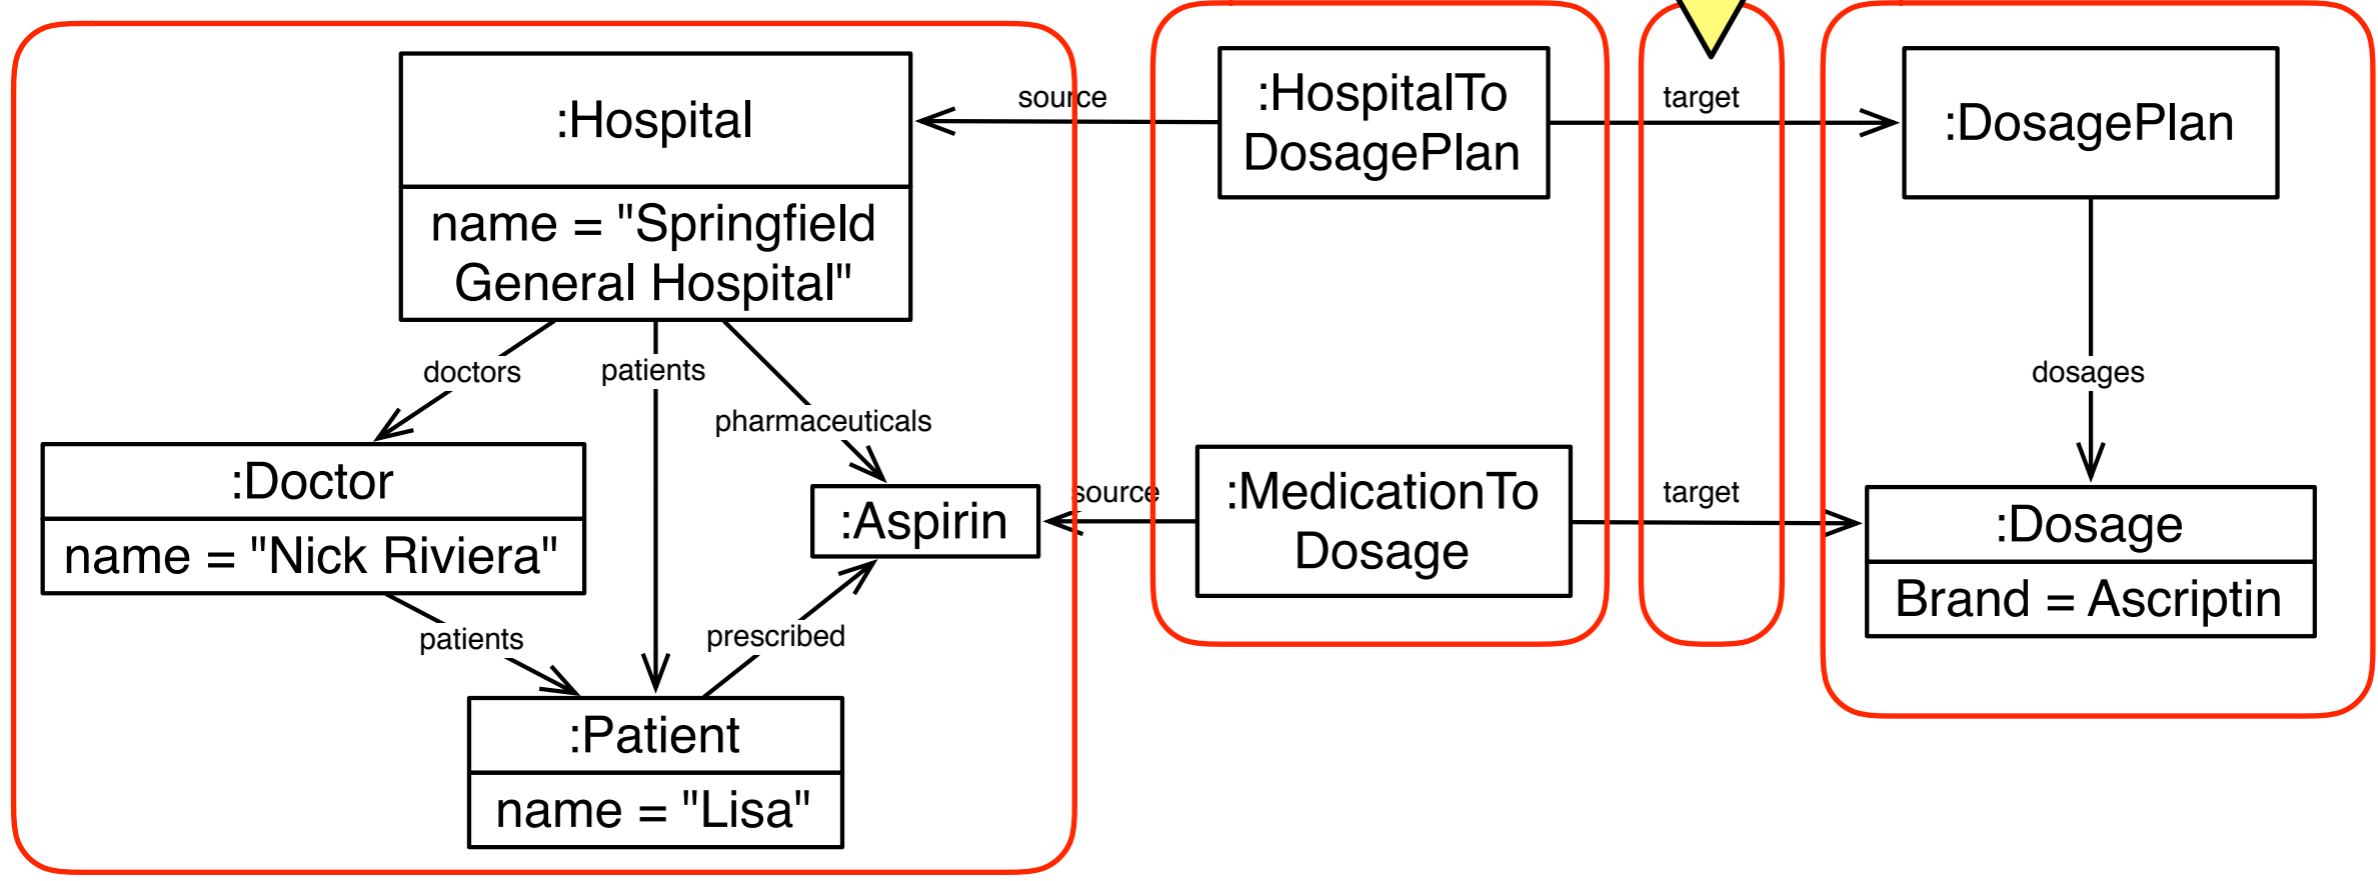 :Hospital
name = "Springfield
General Hospital"
source
:HospitalTo
DosagePlan
target
:DosagePlan
doctors
patients
pharmaceuticals
dosages
:Doctor
name = "Nick Riviera"
:Aspirin
source
:MedicationTo
Dosage
target
:Dosage
Brand = Ascriptin
patients
prescribed
:Patient
name = "Lisa"